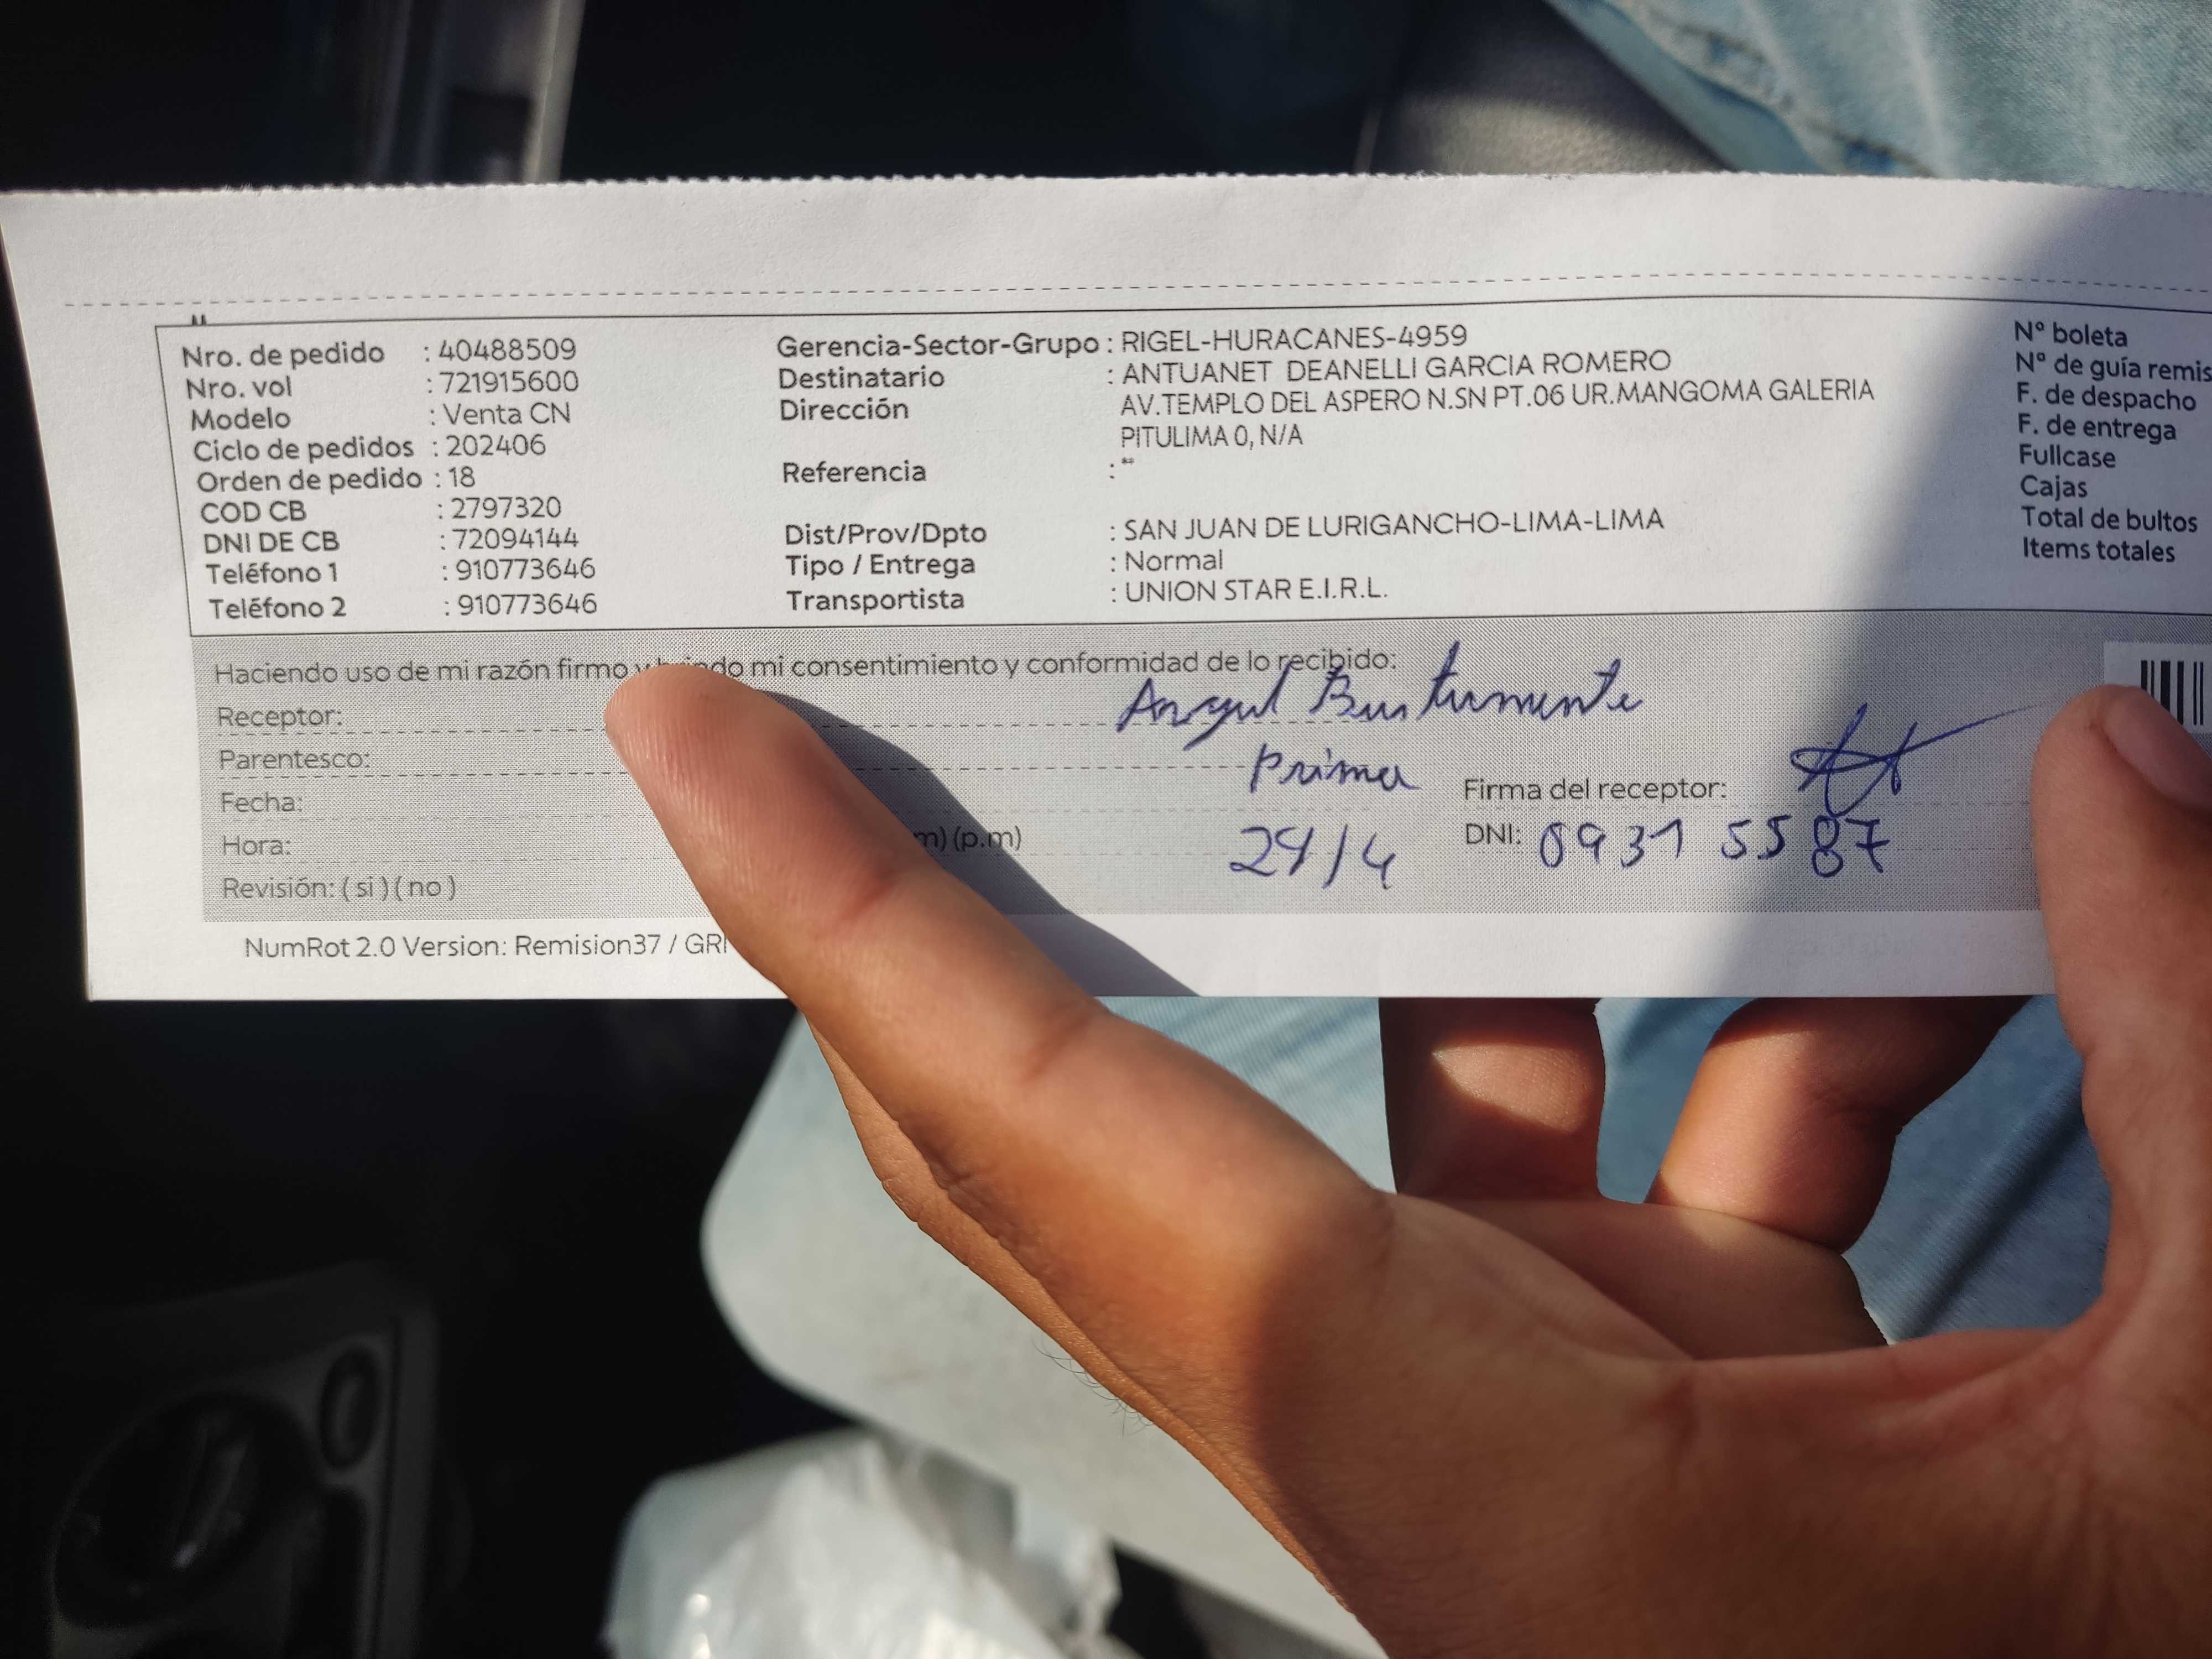 Nro. de pedido : 40488509
Nro. vol : 721915600
Modelo : Venta CN
Ciclo de pedidos : 202406
Orden de pedido : 18
COD CB : 2797320
DNI DE CB : 72094144
Teléfono 1 : 910773646
Teléfono 2 : 910773646
Gerencia-Sector-Grupo : RIGEL-HURACANES-4959
Destinatario : ANTUANET DEANELLI GARCIA ROMERO
Dirección AV.TEMPLO DEL ASPERO N.SN PT.06 UR.MANGOMA GALERIA
PITULIMA 0, N/A
Referencia : **
Dist/Prov/Dpto : SAN JUAN DE LURIGANCHO-LIMA-LIMA
Tipo / Entrega : Normal
Transportista : UNION STAR E.I.R.L.
N° boleta
N° de guía remis
F. de despacho
F. de entrega
Fullcase
Cajas
Total de bultos
Items totales
Haciendo uso de mi razón firmo y mi consentimiento y conformidad de lo recibido:
Receptor: Bustamante
Parentesco: Prima
Firma del receptor:
Fecha: 24/4
DNI: 09315587
Hora: (p.m)
Revisión: ( si ) ( no )
NumRot 2.0 Version: Remision37 / GR